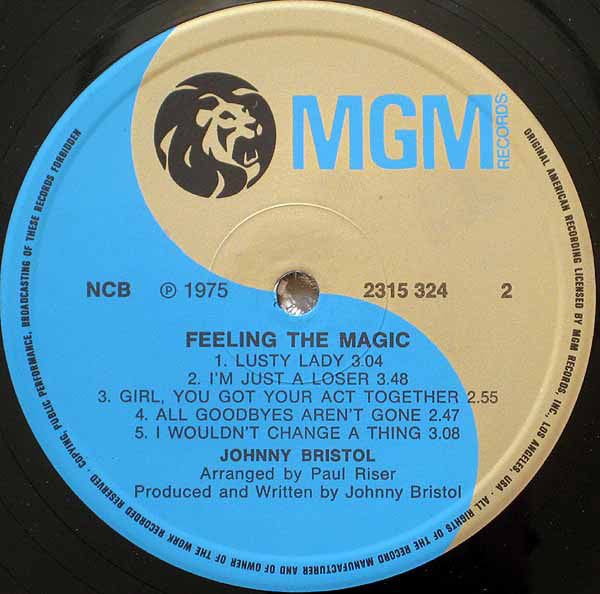 MGM
RECORDS
NCB ℗ 1975 2315 324 2
FEELING THE MAGIC
1. LUSTY LADY 3.04
2. I'M JUST A LOSER 3.48
3. GIRL, YOU GOT YOUR ACT TOGETHER 2.55
4. ALL GOODBYES AREN'T GONE 2.47
5. I WOULDN'T CHANGE A THING 3.08
JOHNNY BRISTOL
Arranged by Paul Riser
Produced and Written by Johnny Bristol
ORIGINAL AMERICAN RECORDING LICENSED BY MGM RECORDS, INC., LOS ANGELES, USA · ALL RIGHTS OF THE RECORD MANUFACTURER AND OF OWNER OF THE WORK RECORDED RESERVED · COPYING, PUBLIC PERFORMANCE, BROADCASTING OF THESE RECORDS FORBIDDEN